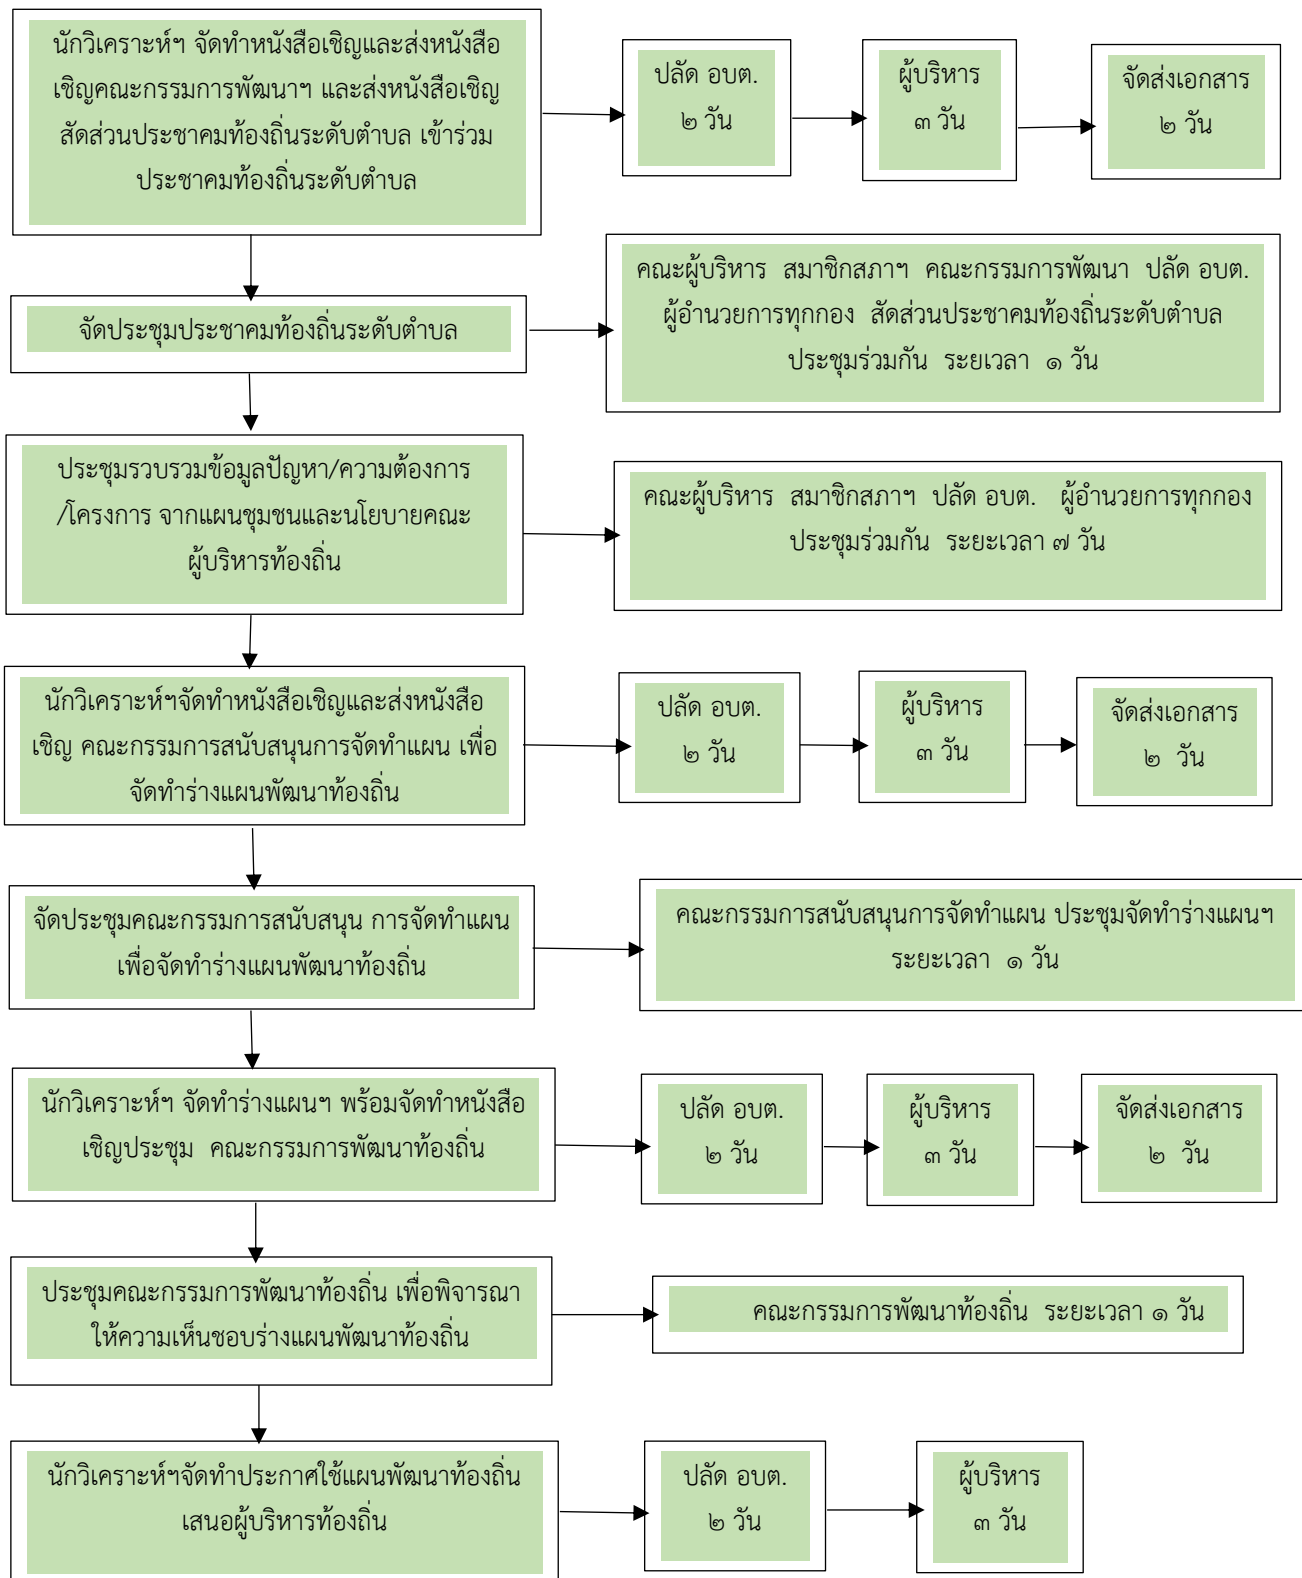 นักวิเคราะห์ฯ จัดทำหนังสือเชิญและส่งหนังสือ
เชิญคณะกรรมการพัฒนาฯ และส่งหนังสือเชิญ
สัดส่วนประชาคมท้องถิ่นระดับตำบล เข้าร่วม
ประชาคมท้องถิ่นระดับตำบล
ปลัด อบต.
๒ วัน
ผู้บริหาร
๓ วัน
จัดส่งเอกสาร
๒ วัน
จัดประชุมประชาคมท้องถิ่นระดับตำบล
คณะผู้บริหาร สมาชิกสภาฯ คณะกรรมการพัฒนา ปลัด อบต.
ผู้อำนวยการทุกกอง สัดส่วนประชาคมท้องถิ่นระดับตำบล
ประชุมร่วมกัน ระยเวลา ๑ วัน
ประชุมรวบรวมข้อมูลปัญหา/ความต้องการ
/โครงการ จากแผนชุมชนและนโยบายคณะ
ผู้บริหารท้องถิ่น
คณะผู้บริหาร สมาชิกสภาฯ ปลัด อบต. ผู้อำนวยการทุกกอง
ประชุมร่วมกัน ระยะเวลา ๗ วัน
นักวิเคราะห์ฯจัดทำหนังสือเชิญและส่งหนังสือ
เชิญ คณะกรรมการสนับสนุนการจัดทำแผน เพื่อ
จัดทำร่างแผนพัฒนาท้องถิ่น
ปลัด อบต.
๒ วัน
ผู้บริหาร
๓ วัน
จัดส่งเอกสาร
๒ วัน
จัดประชุมคณะกรรมการสนับสนุน การจัดทำแผน
เพื่อจัดทำร่างแผนพัฒนาท้องถิ่น
คณะกรรมการสนับสนุนการจัดทำแผน ประชุมจัดทำร่างแผนฯ
ระยะเวลา ๑ วัน
นักวิเคราะห์ฯ จัดทำร่างแผนฯ พร้อมจัดทำหนังสือ
เชิญประชุม คณะกรรมการพัฒนาท้องถิ่น
ปลัด อบต.
๒ วัน
ผู้บริหาร
๓ วัน
จัดส่งเอกสาร
๒ วัน
ประชุมคณะกรรมการพัฒนาท้องถิ่น เพื่อพิจารณา
ให้ความเห็นชอบร่างแผนพัฒนาท้องถิ่น
คณะกรรมการพัฒนาท้องถิ่น ระยะเวลา ๑ วัน
นักวิเคราะห์ฯจัดทำประกาศใช้แผนพัฒนาท้องถิ่น
เสนอผู้บริหารท้องถิ่น
ปลัด อบต.
๒ วัน
ผู้บริหาร
๓ วัน